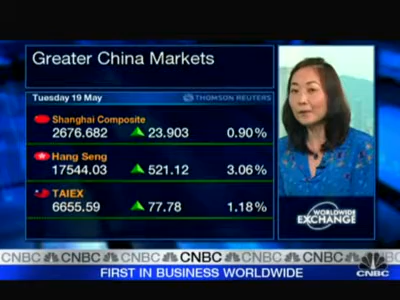 Greater China Markets
Tuesday 19 May
THOMSON REUTERS
Shanghai Composite
2676.682 23.903 0.90%
Hang Seng
17544.03 521.12 3.06%
TAIEX
6655.59 77.78 1.18%
WORLDWIDE
EXCHANGE
CNBC CNBC CNBC CNBC CNBC CNBC
FIRST IN BUSINESS WORLDWIDE
CNBC